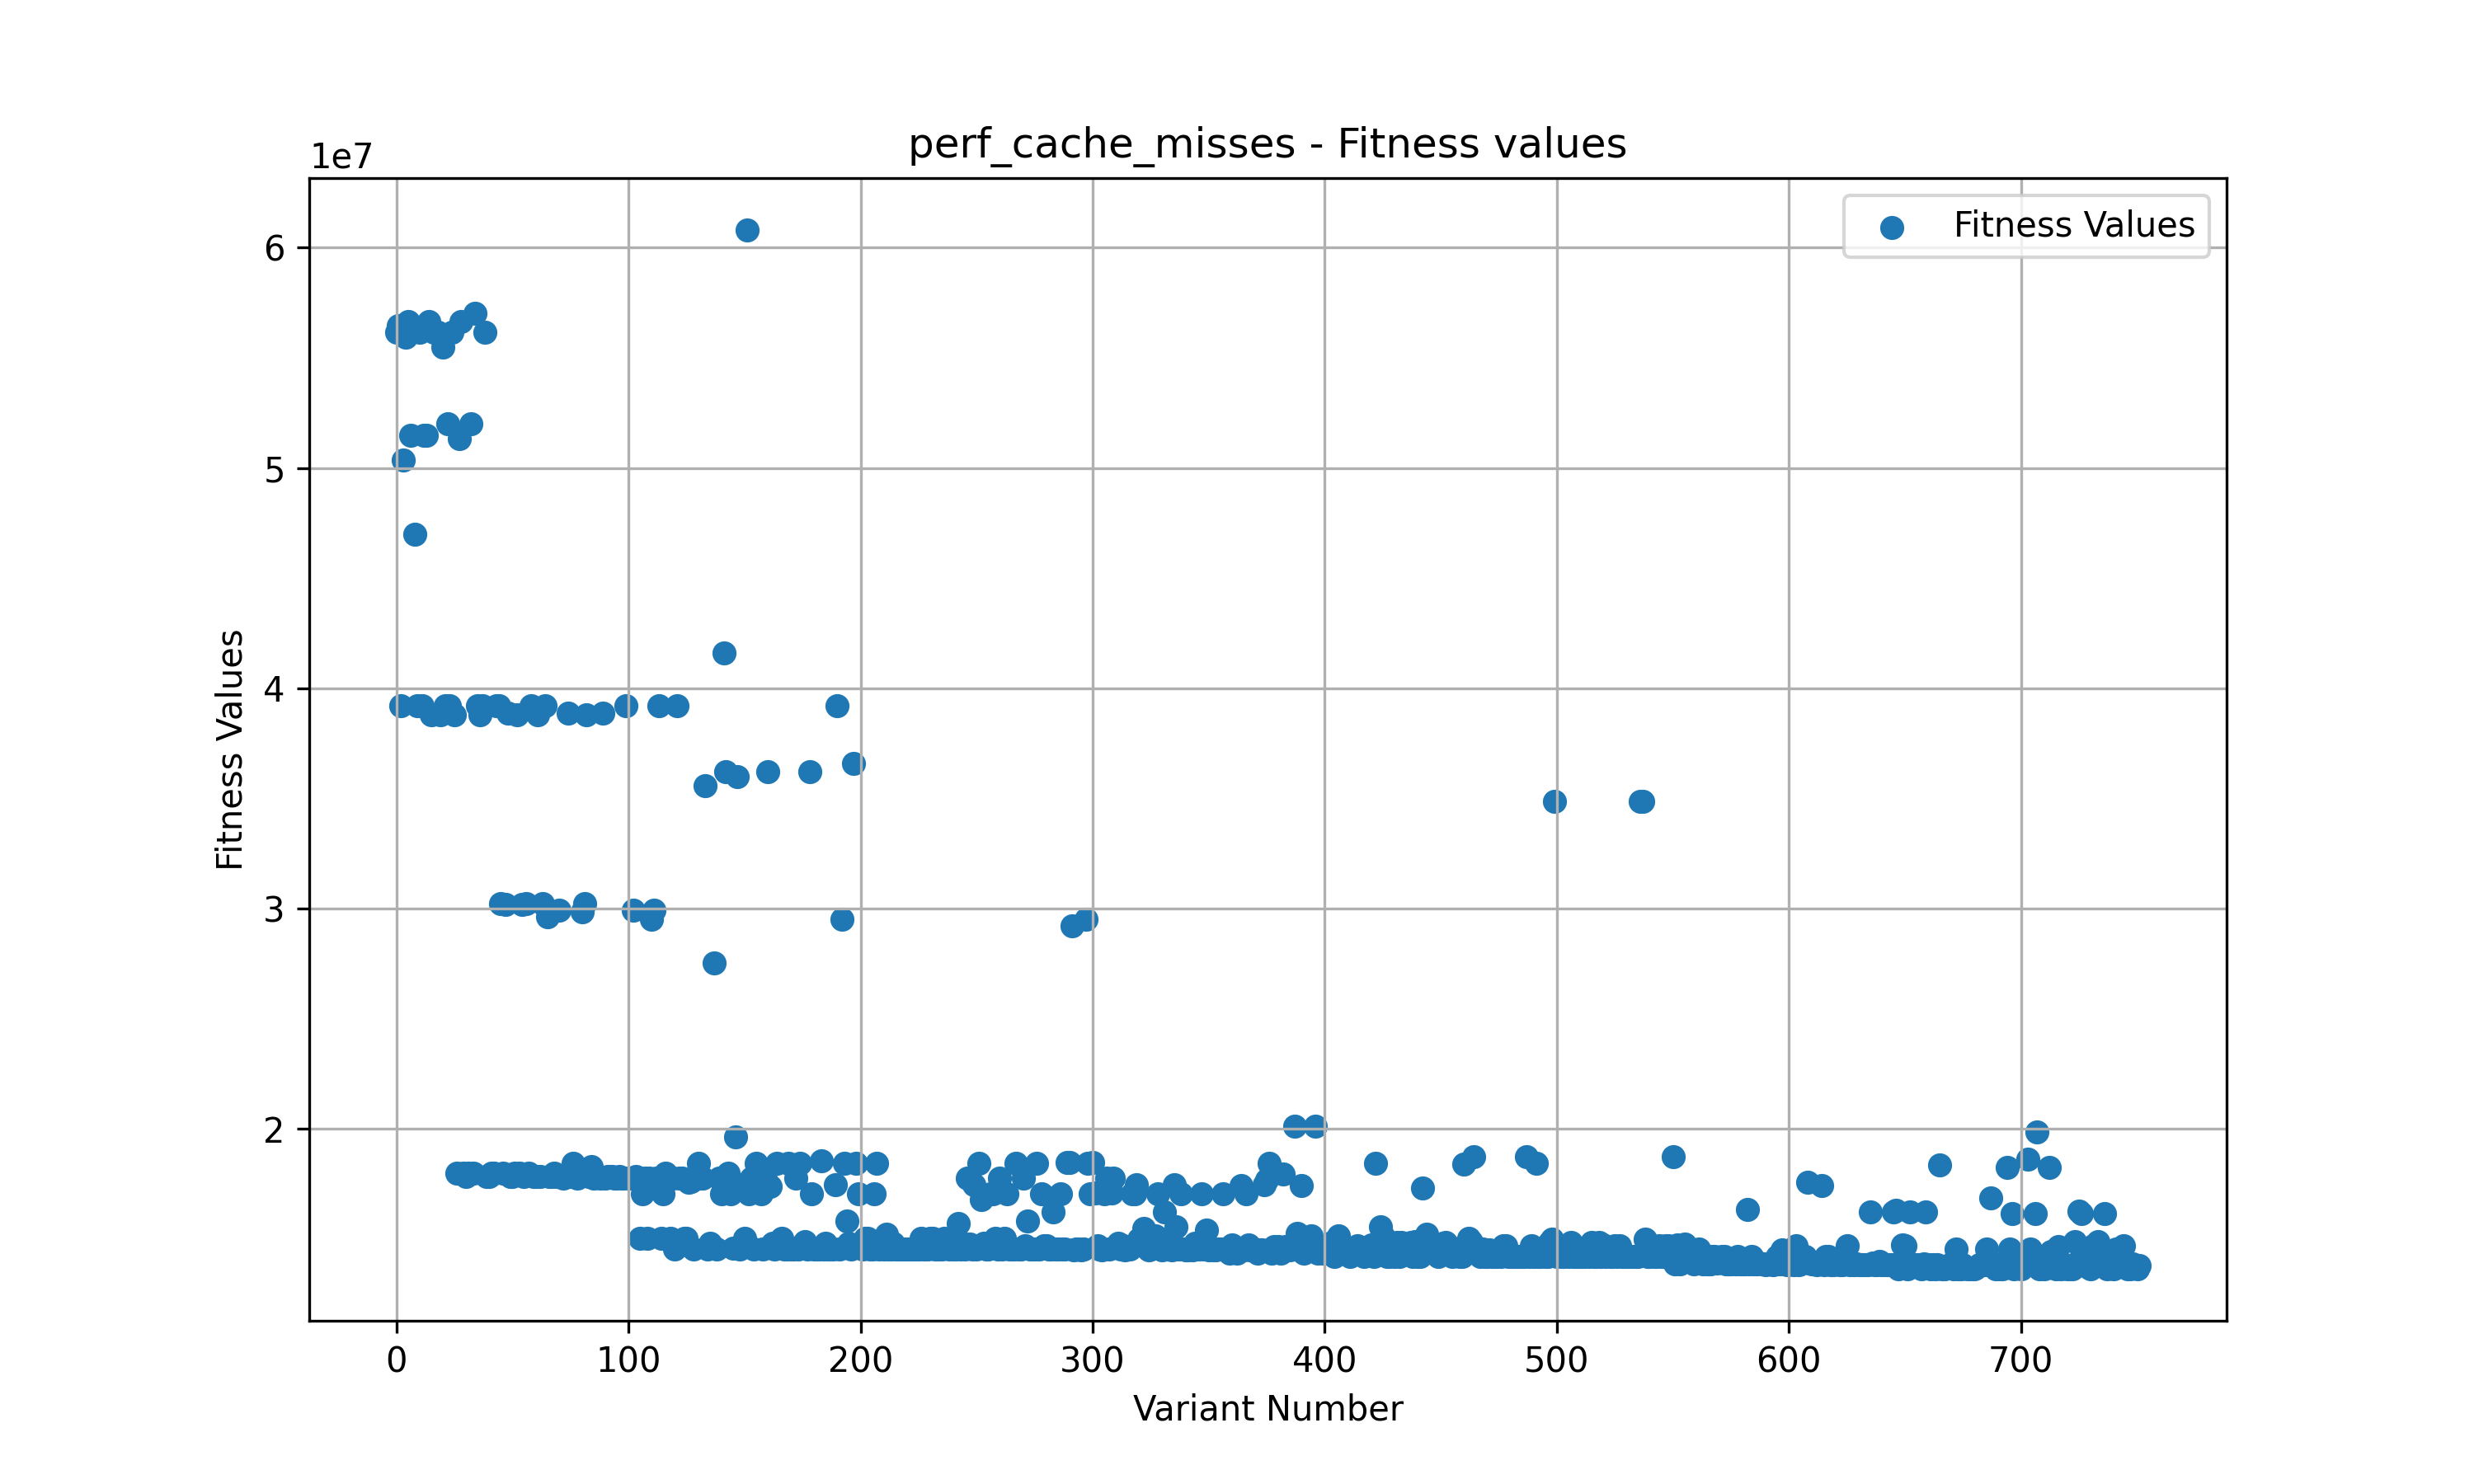 perf_cache_misses - Fitness values
1e7
Fitness Values
6
5
4
3
2
Fitness Values
0 100 200 300 400 500 600 700
Variant Number